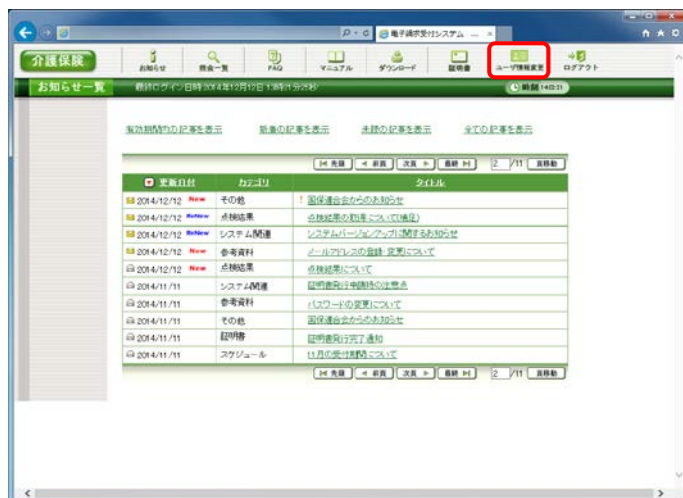 電子請求受付システム ...
介護保険
お知らせ 照会一覧 FAQ マニュアル ダウンロード 証明書 ユーザ情報変更 ログアウト
お知らせ一覧 最終ログイン日時 2014年12月12日 13時21分25秒 時刻 14:03:21
有効期間内の記事を表示 新着の記事を表示 未読の記事を表示 全ての記事を表示
先頭 前頁 次頁 最終 2 /11 頁移動
更新日付 カテゴリ タイトル
2014/12/12 New その他 ! 国保連合会からのお知らせ
2014/12/12 ReNew 点検結果 点検結果の効率について(補足)
2014/12/12 ReNew システム関連 システムバージョンアップに関するお知らせ
2014/12/12 New 参考資料 メールアドレスの登録・変更について
2014/12/12 New 点検結果 点検結果について
2014/11/11 システム関連 証明書発行申請時の注意点
2014/11/11 参考資料 パスワードの変更について
2014/11/11 その他 国保連合会からのお知らせ
2014/11/11 証明書 証明書発行完了通知
2014/11/11 スケジュール 11月の受付期間について
先頭 前頁 次頁 最終 2 /11 頁移動